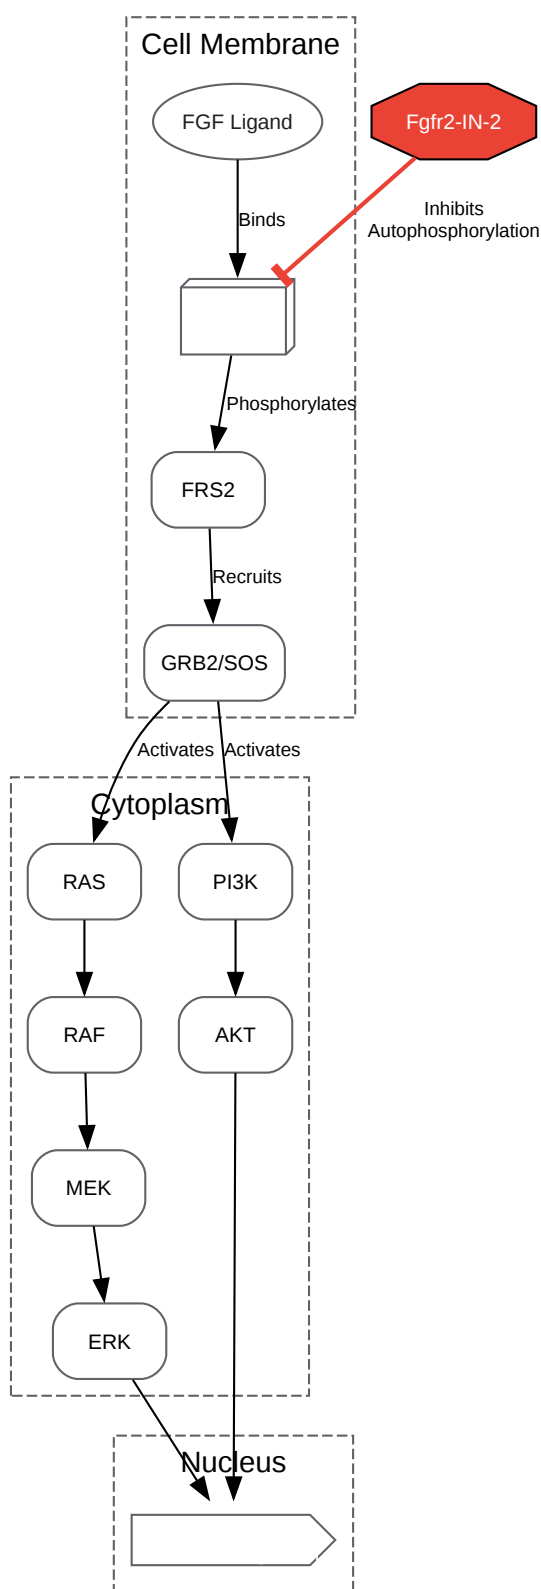 Cell Membrane
FGF Ligand
Fgfr2-IN-2
Binds
Inhibits
Autophosphorylation
Phosphorylates
FRS2
Recruits
GRB2/SOS
Activates
Activates
Cytoplasm
RAS
PI3K
RAF
AKT
MEK
ERK
Nucleus